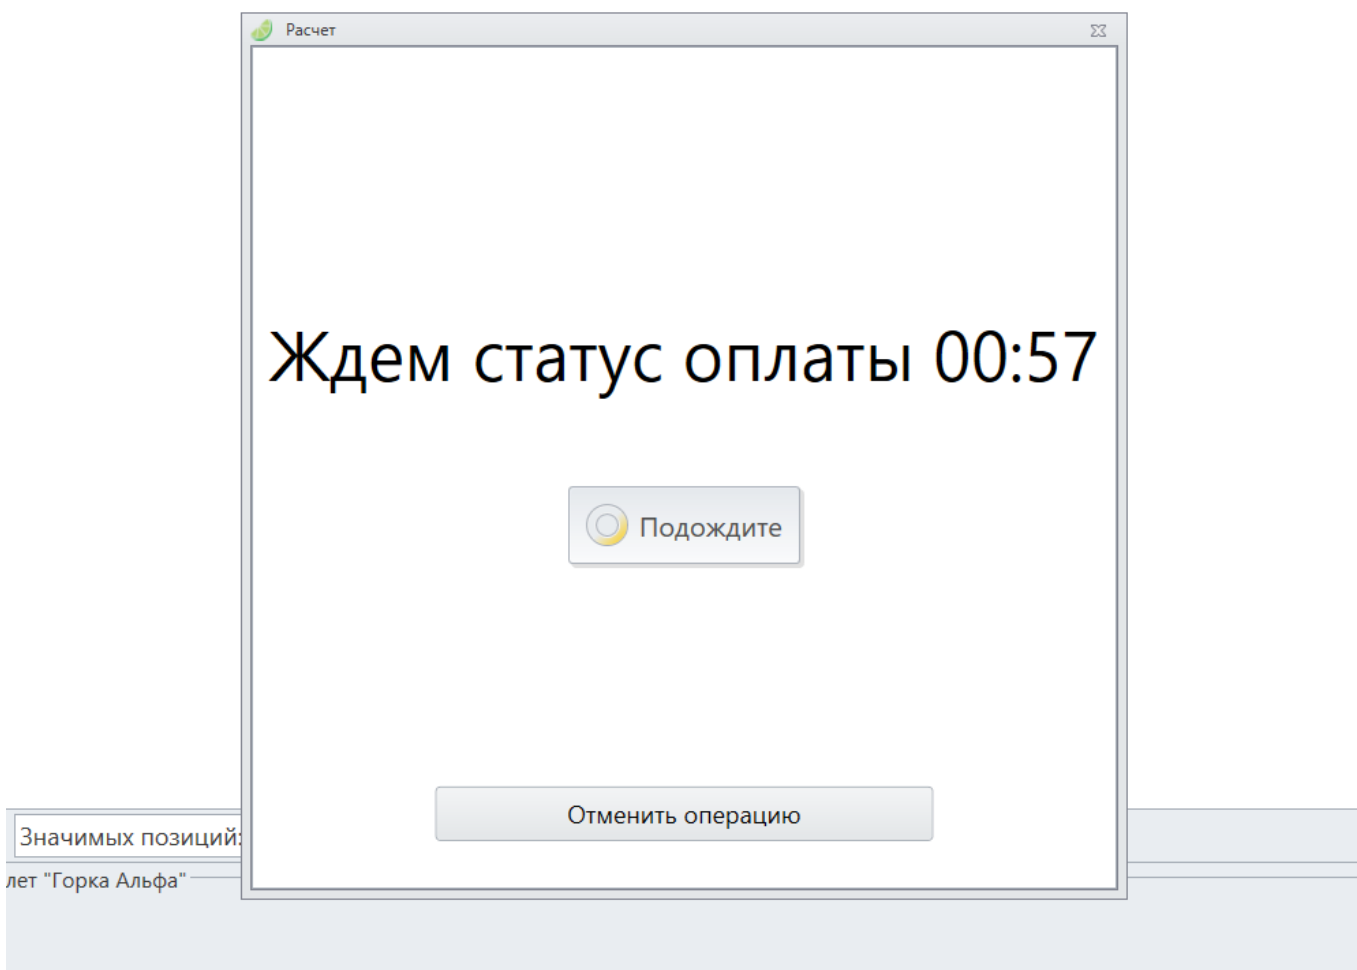 Расчет
Ждем статус оплаты 00:57
Подождите
Отменить операцию
Значимых позиций:
лет "Горка Альфа"